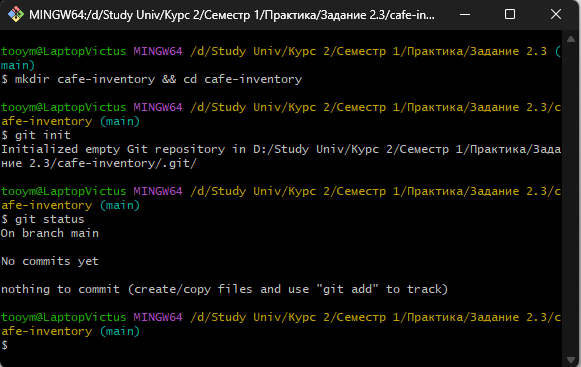 MINGW64:/d/Study Univ/Курс 2/Семестр 1/Практика/Задание 2.3/cafe-in...
tooym@LaptopVictus MINGW64 /d/Study Univ/Курс 2/Семестр 1/Практика/Задание 2.3 (
main)
$ mkdir cafe-inventory && cd cafe-inventory
tooym@LaptopVictus MINGW64 /d/Study Univ/Курс 2/Семестр 1/Практика/Задание 2.3/c
afe-inventory (main)
$ git init
Initialized empty Git repository in D:/Study Univ/Курс 2/Семестр 1/Практика/Зада
ние 2.3/cafe-inventory/.git/
tooym@LaptopVictus MINGW64 /d/Study Univ/Курс 2/Семестр 1/Практика/Задание 2.3/c
afe-inventory (main)
$ git status
On branch main
No commits yet
nothing to commit (create/copy files and use "git add" to track)
tooym@LaptopVictus MINGW64 /d/Study Univ/Курс 2/Семестр 1/Практика/Задание 2.3/c
afe-inventory (main)
$